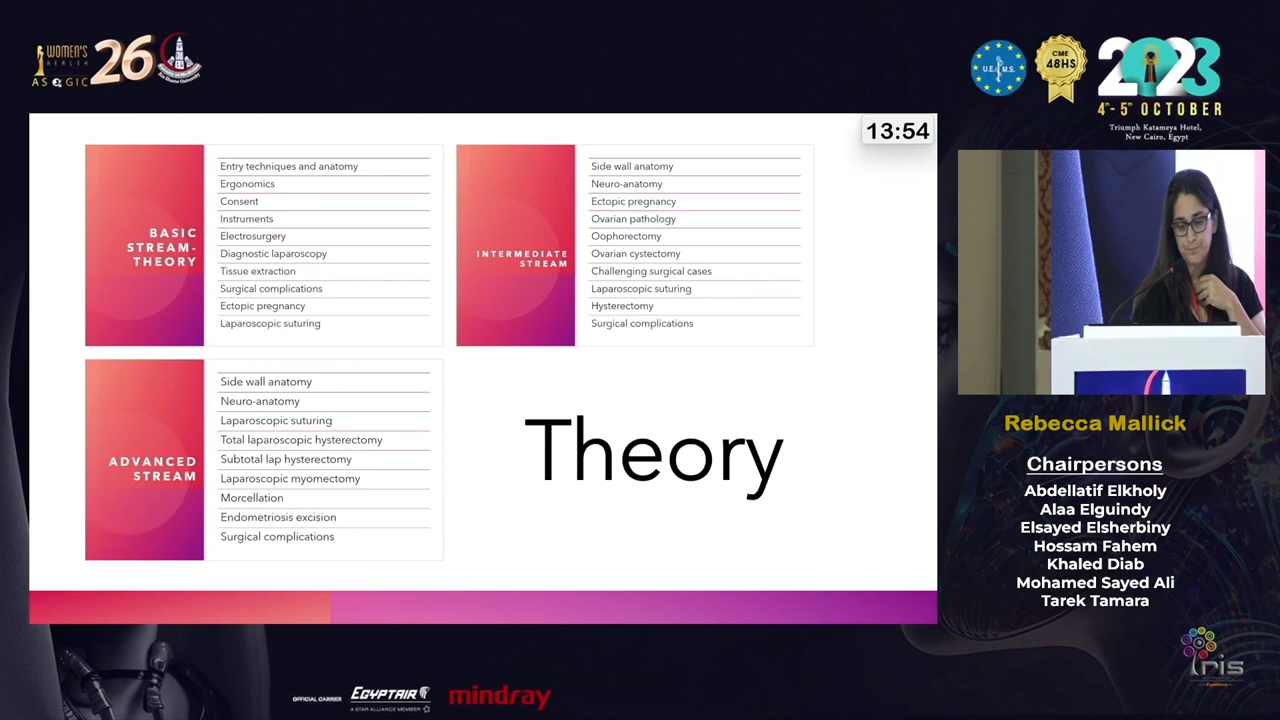 WOMEN'S
HEALTH
ASOGIC
26
U.E.M.S.
CME
48HS
2023
4th- 5th OCTOBER
Triumph Katameya Hotel,
New Cairo, Egypt
13:54
BASIC
STREAM-
THEORY
Entry techniques and anatomy
Ergonomics
Consent
Instruments
Electrosurgery
Diagnostic laparoscopy
Tissue extraction
Surgical complications
Ectopic pregnancy
Laparoscopic suturing
INTERMEDIATE
STREAM
Side wall anatomy
Neuro-anatomy
Ectopic pregnancy
Ovarian pathology
Oophorectomy
Ovarian cystectomy
Challenging surgical cases
Laparoscopic suturing
Hysterectomy
Surgical complications
ADVANCED
STREAM
Side wall anatomy
Neuro-anatomy
Laparoscopic suturing
Total laparoscopic hysterectomy
Subtotal lap hysterectomy
Laparoscopic myomectomy
Morcellation
Endometriosis excision
Surgical complications
Theory
Rebecca Mallick
Chairpersons
Abdellatif Elkholy
Alaa Elguindy
Elsayed Elsherbiny
Hossam Fahem
Khaled Diab
Mohamed Sayed Ali
Tarek Tamara
OFFICIAL CARRIER
EGYPTAIR
A STAR ALLIANCE MEMBER
mindray
iris